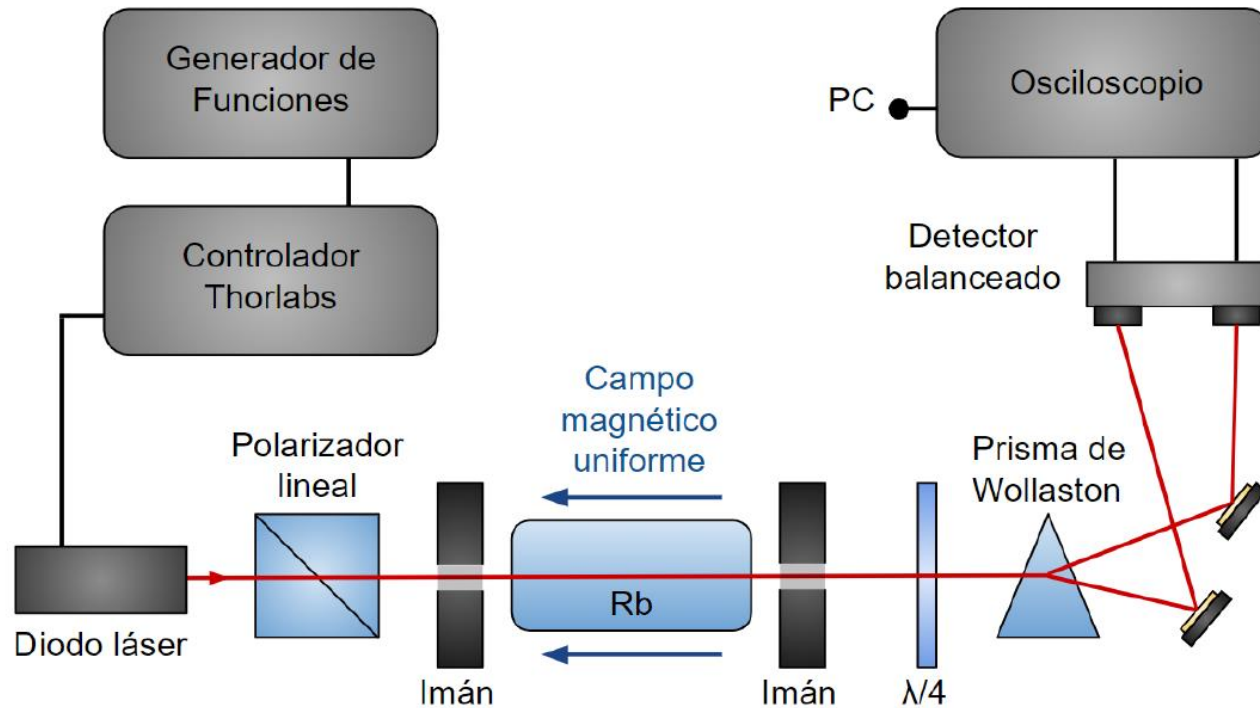 Generador de
Funciones
Osciloscopio
PC
Controlador
Thorlabs
Detector
balanceado
Campo
magnético
uniforme
Polarizador
lineal
Prisma de
Wollaston
Rb
Diodo láser
Imán
Imán
λ/4